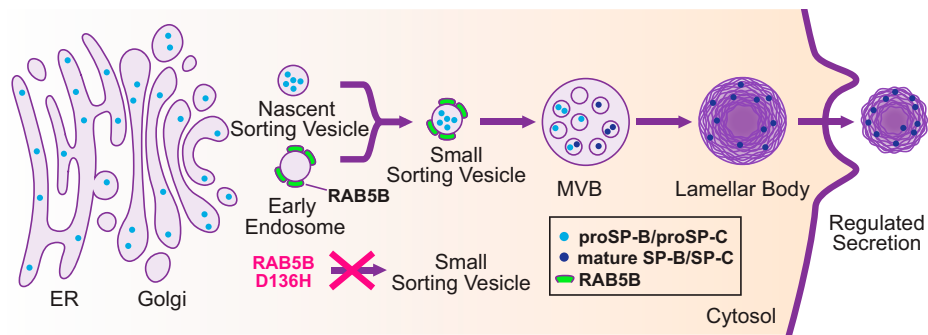 Nascent
Sorting Vesicle
RAB5B
Early
Endosome
Small
Sorting Vesicle
MVB
Lamellar Body
Regulated
Secretion
proSP-B/proSP-C
mature SP-B/SP-C
RAB5B
RAB5B
D136H
Small
Sorting Vesicle
ER
Golgi
Cytosol